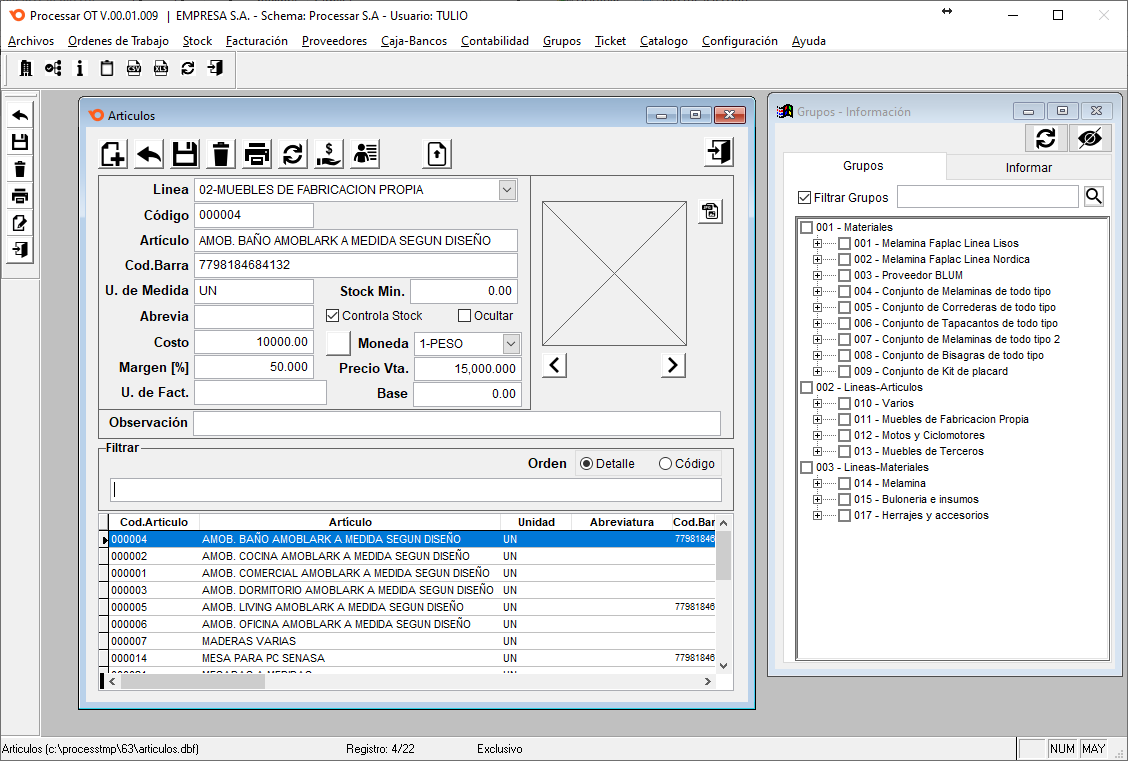 Processar OT V.00.01.009 | EMPRESA S.A. - Schema: Processar S.A - Usuario: TULIO
Archivos Ordenes de Trabajo Stock Facturación Proveedores Caja-Bancos Contabilidad Grupos Ticket Catalogo Configuración Ayuda
CSV XLS
Articulos
Linea 02-MUEBLES DE FABRICACION PROPIA
Código 000004
Artículo AMOB. BAÑO AMOBLARK A MEDIDA SEGUN DISEÑO
Cod.Barra 7798184684132
U. de Medida UN Stock Min. 0.00
Abrevia Controla Stock Ocultar
Costo 10000.00 Moneda 1-PESO
Margen [%] 50.000 Precio Vta. 15,000.000
U. de Fact. Base 0.00
Observación
Filtrar
Orden Detalle Código
Cod.Articulo Artículo Unidad Abreviatura Cod.Bar
000004 AMOB. BAÑO AMOBLARK A MEDIDA SEGUN DISEÑO UN 77981846
000002 AMOB. COCINA AMOBLARK A MEDIDA SEGUN DISEÑO UN
000001 AMOB. COMERCIAL AMOBLARK A MEDIDA SEGUN DISEÑO UN
000003 AMOB. DORMITORIO AMOBLARK A MEDIDA SEGUN DISEÑO UN
000005 AMOB. LIVING AMOBLARK A MEDIDA SEGUN DISEÑO UN 77981846
000006 AMOB. OFICINA AMOBLARK A MEDIDA SEGUN DISEÑO UN
000007 MADERAS VARIAS UN
000014 MESA PARA PC SENASA UN 77981846
Grupos - Información
Grupos Informar
Filtrar Grupos
001 - Materiales
001 - Melamina Faplac Linea Lisos
002 - Melamina Faplac Linea Nordica
003 - Proveedor BLUM
004 - Conjunto de Melaminas de todo tipo
005 - Conjunto de Correderas de todo tipo
006 - Conjunto de Tapacantos de todo tipo
007 - Conjunto de Melaminas de todo tipo 2
008 - Conjunto de Bisagras de todo tipo
009 - Conjunto de Kit de placard
002 - Lineas-Articulos
010 - Varios
011 - Muebles de Fabricacion Propia
012 - Motos y Ciclomotores
013 - Muebles de Terceros
003 - Lineas-Materiales
014 - Melamina
015 - Buloneria e insumos
017 - Herrajes y accesorios
Articulos (c:\processtmp\63\articulos.dbf) Registro: 4/22 Exclusivo NUM MAY